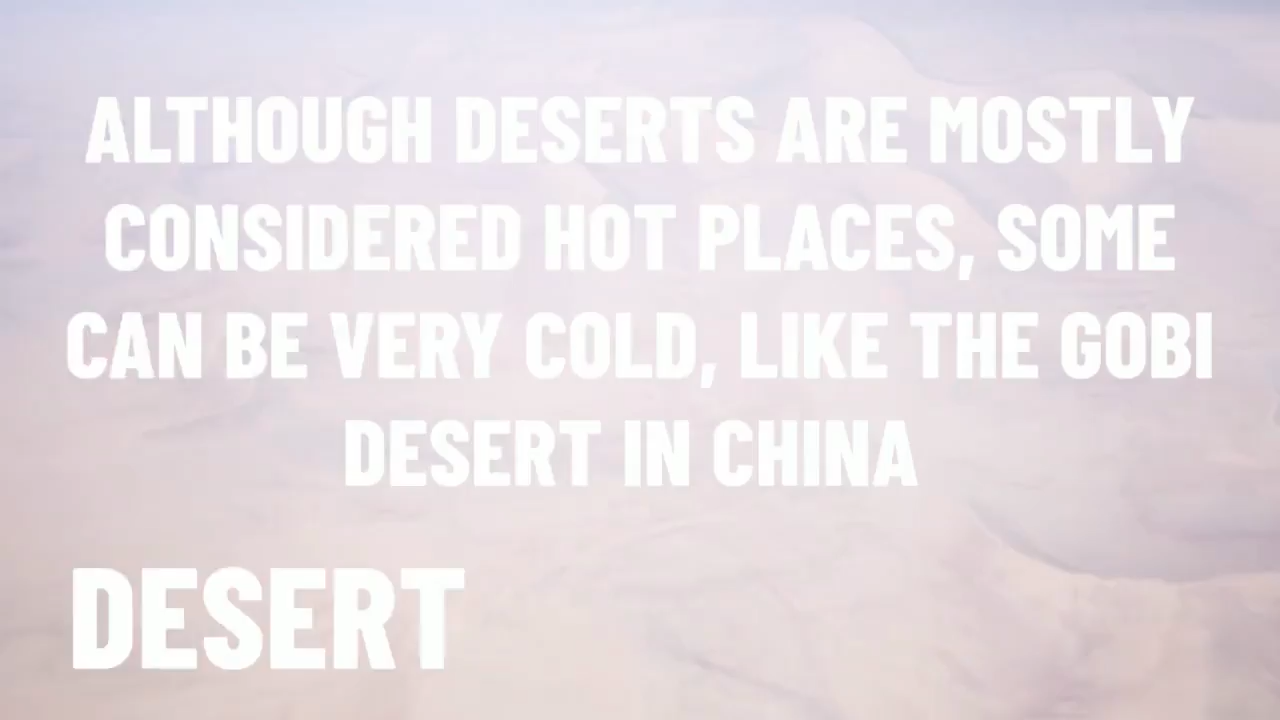 ALTHOUGH DESERTS ARE MOSTLY
CONSIDERED HOT PLACES, SOME
CAN BE VERY COLD, LIKE THE GOBI
DESERT IN CHINA
DESERT